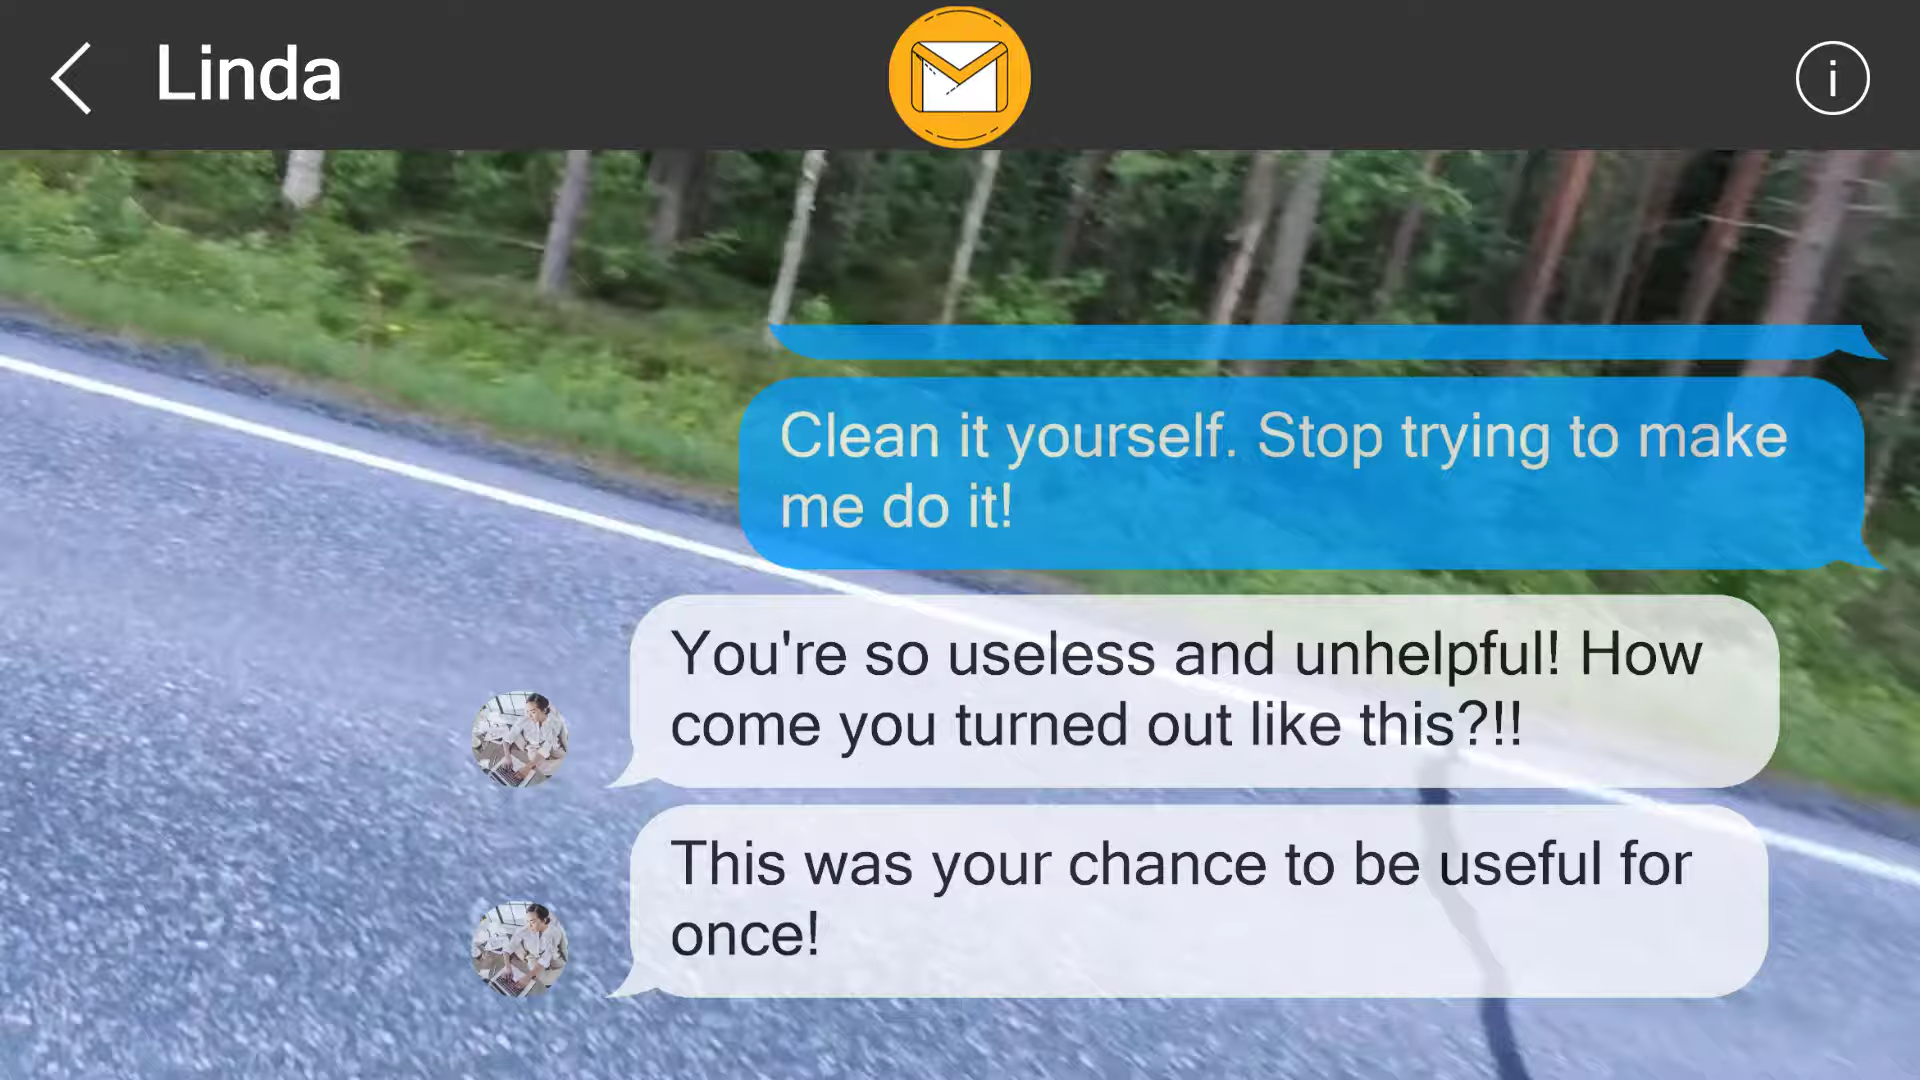 Linda
i
Clean it yourself. Stop trying to make
me do it!
You're so useless and unhelpful! How
come you turned out like this?!!
This was your chance to be useful for
once!